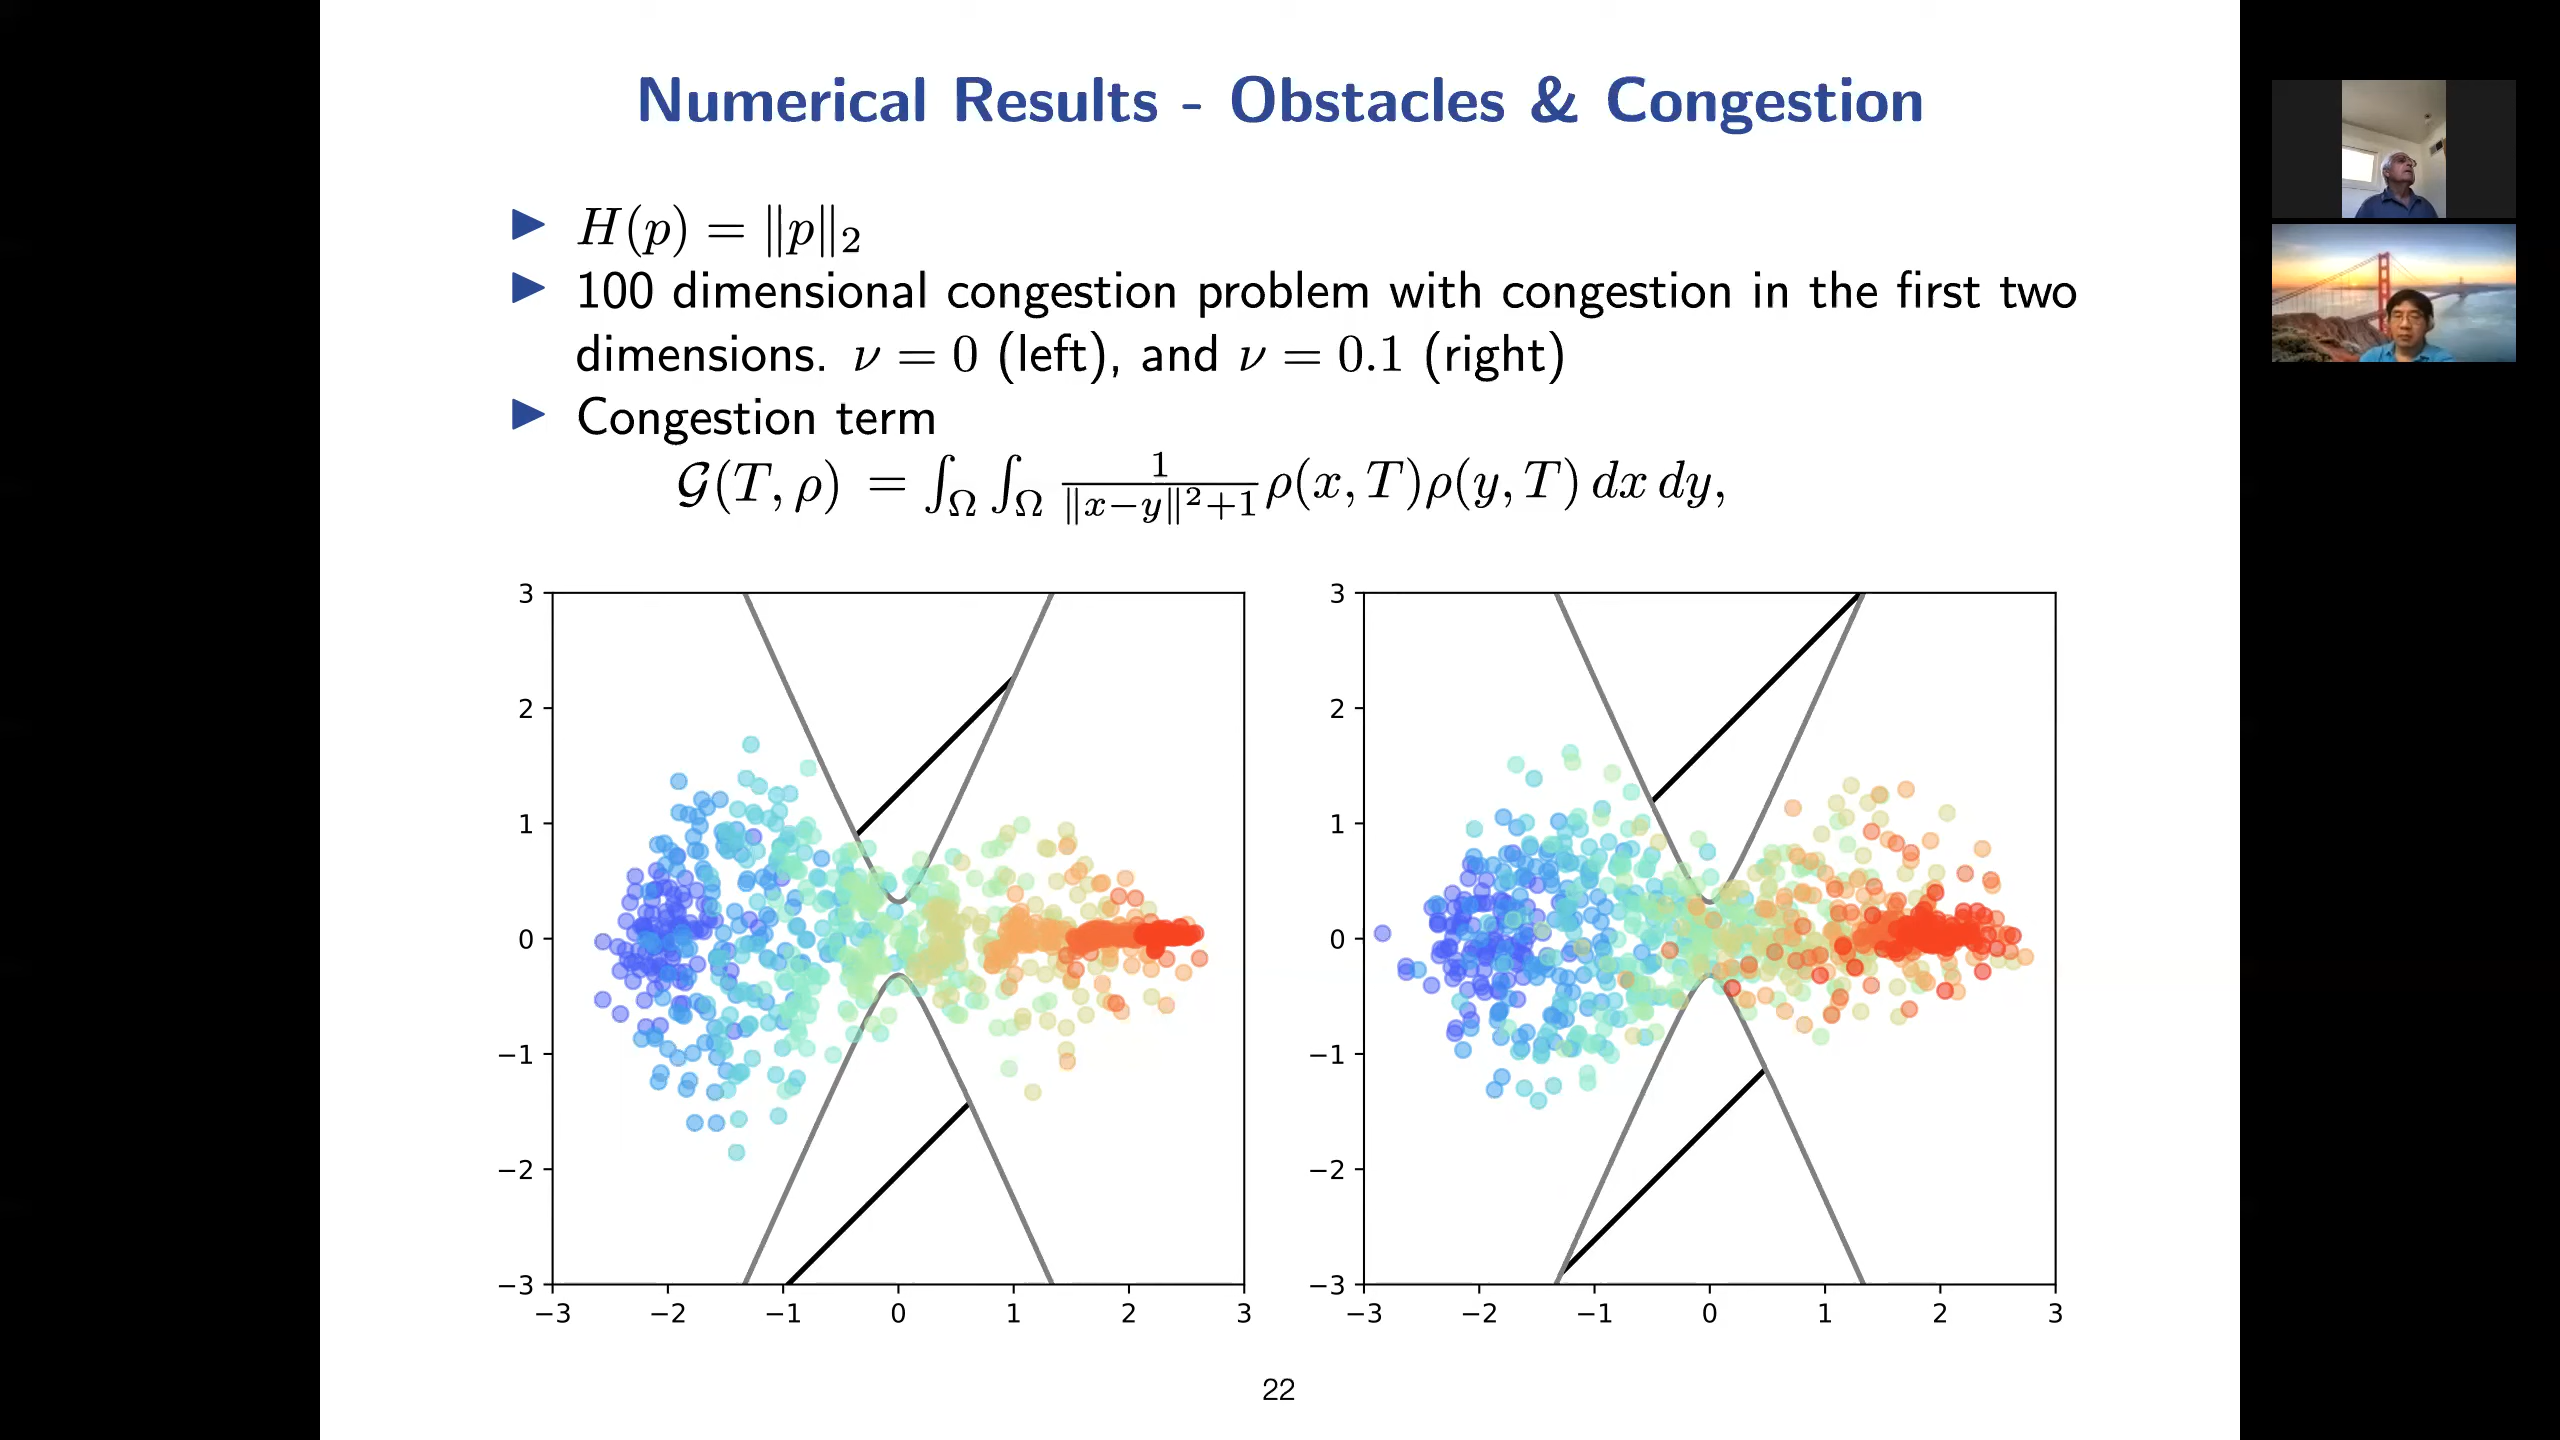 Numerical Results - Obstacles & Congestion
▶ H(p) = ‖p‖₂
▶ 100 dimensional congestion problem with congestion in the first two
dimensions. ν = 0 (left), and ν = 0.1 (right)
▶ Congestion term
𝒢(T, ρ) = ∫_Ω ∫_Ω 1/(‖x−y‖²+1) ρ(x, T)ρ(y, T) dx dy,
3
2
1
0
−1
−2
−3
−3 −2 −1 0 1 2 3
3
2
1
0
−1
−2
−3
−3 −2 −1 0 1 2 3
22